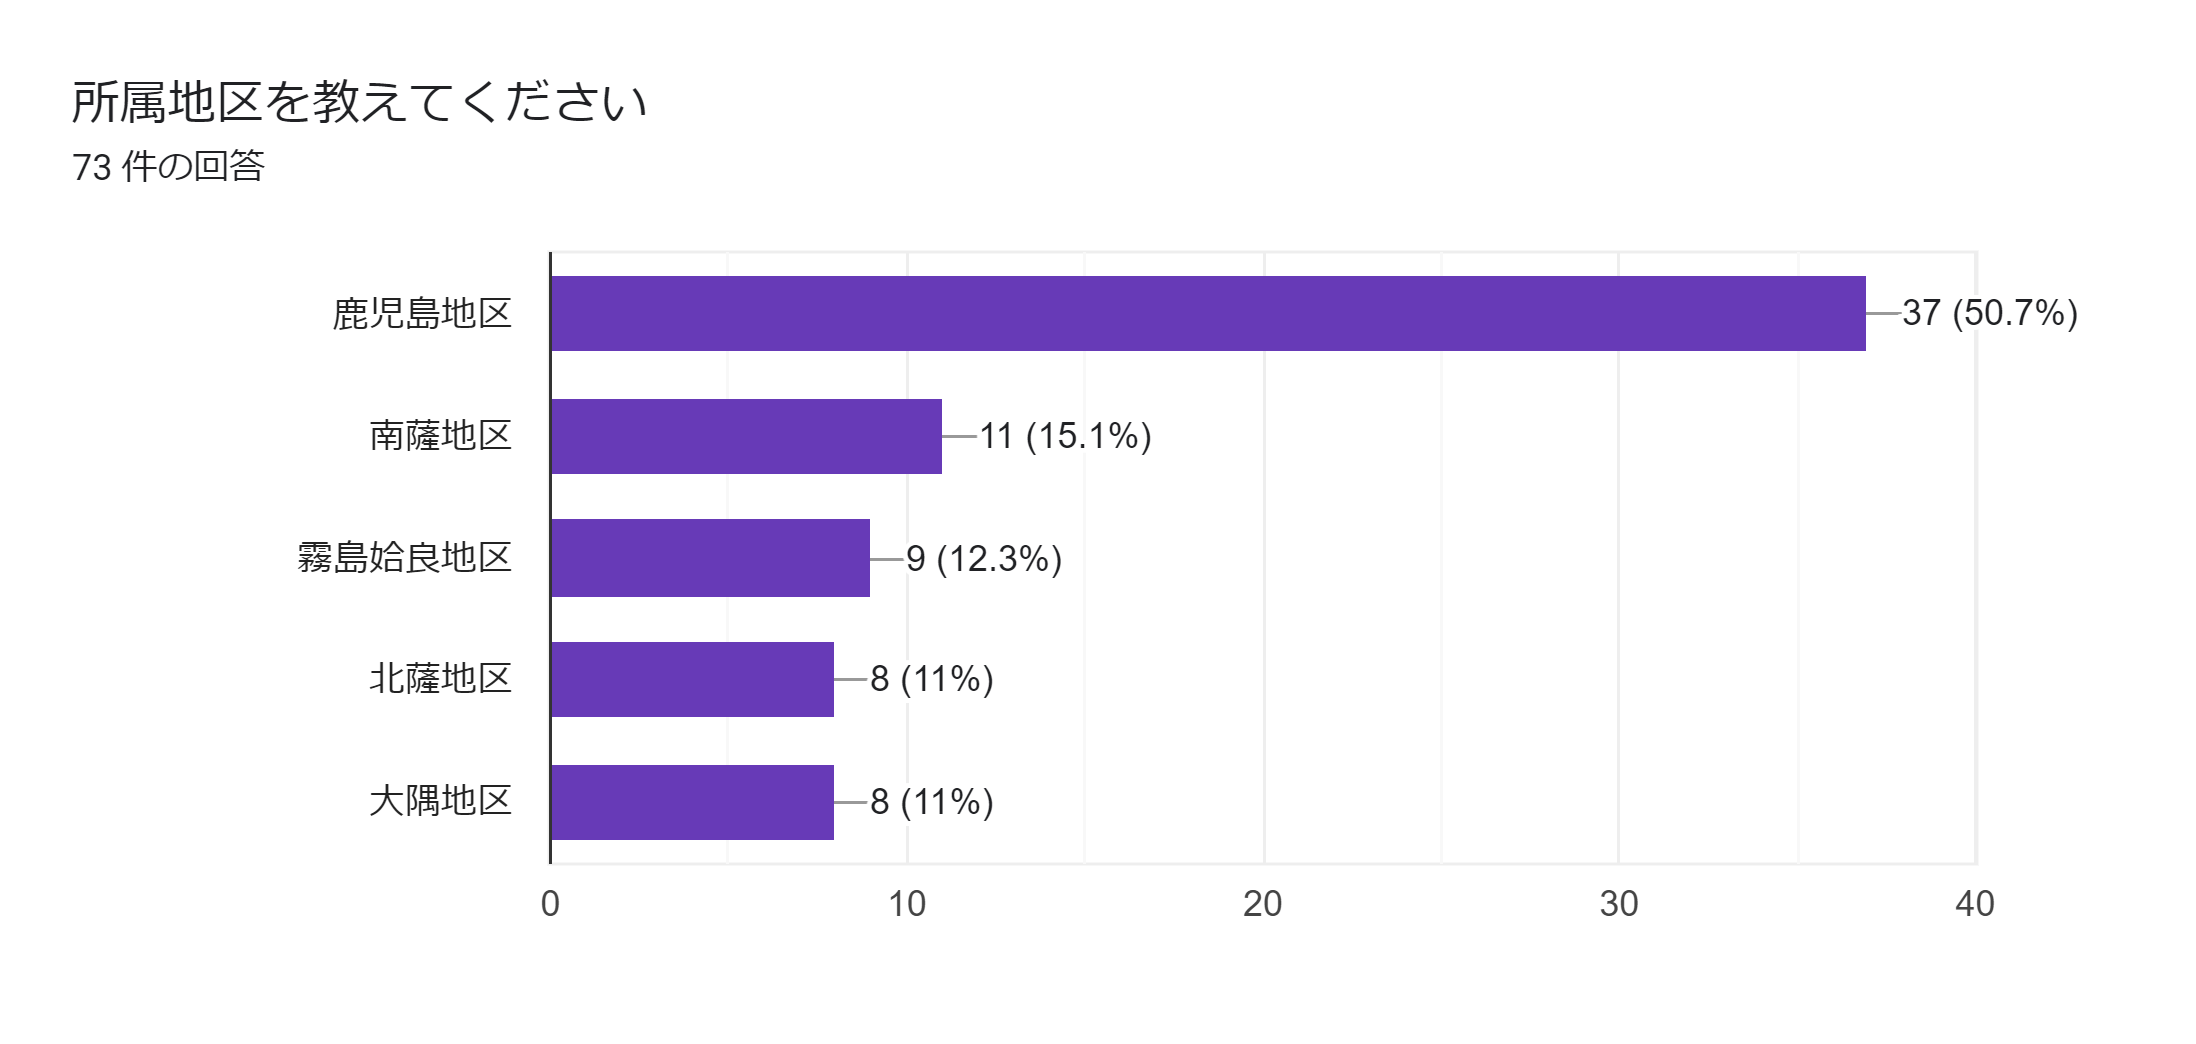 所属地区を教えてください
73 件の回答
鹿児島地区
37 (50.7%)
南薩地区
11 (15.1%)
霧島姶良地区
9 (12.3%)
北薩地区
8 (11%)
大隅地区
8 (11%)
0
10
20
30
40